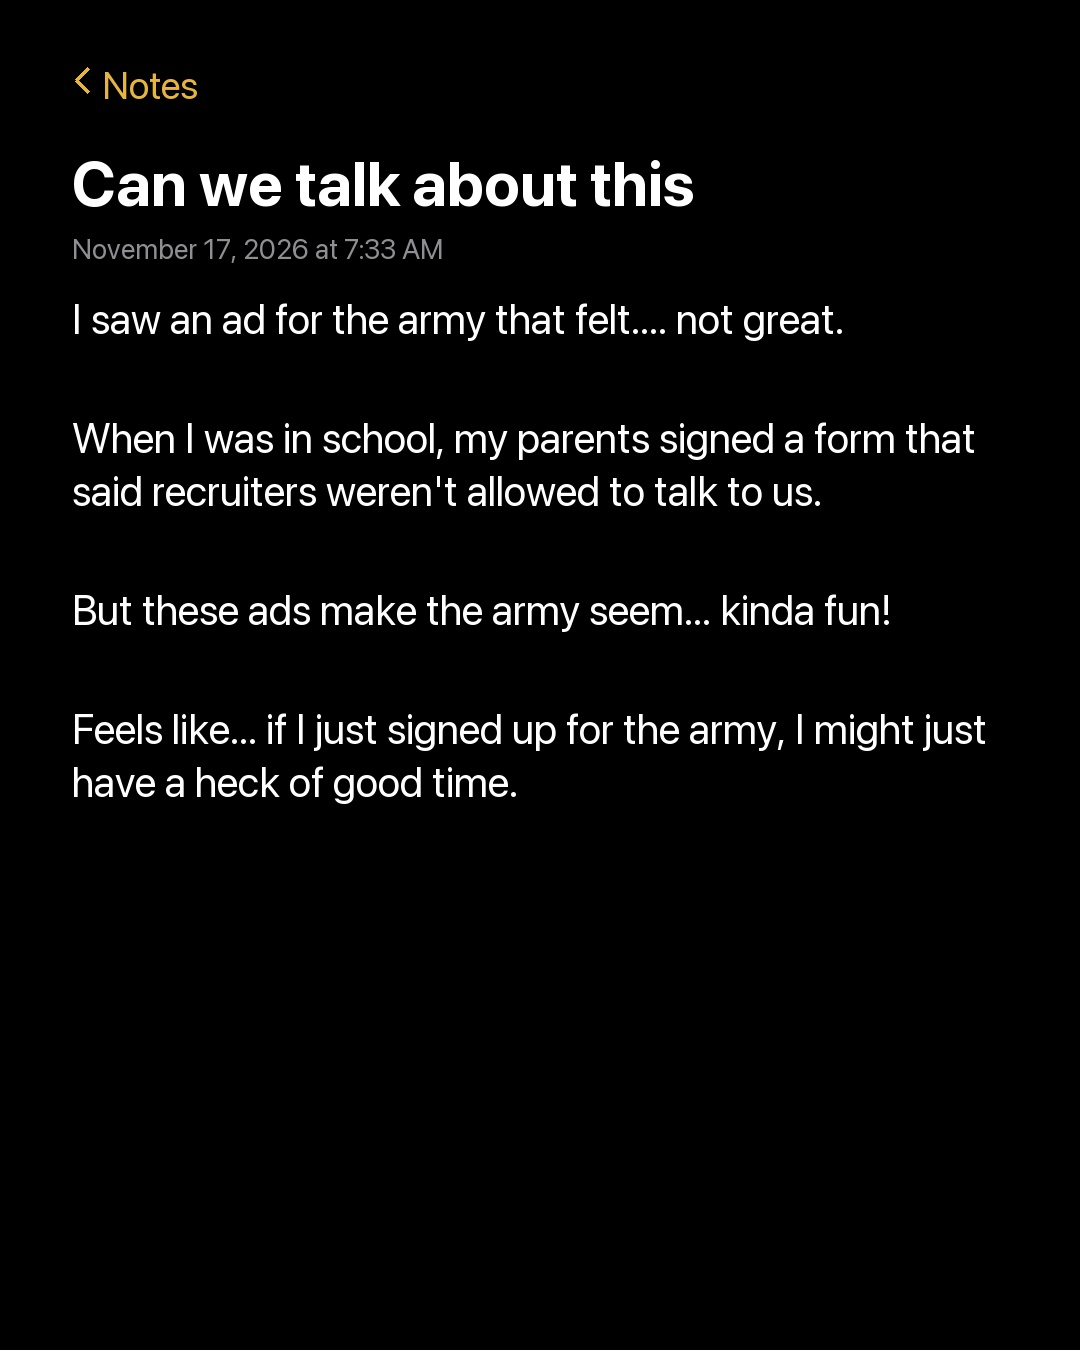 Notes
Can we talk about this
November 17, 2026 at 7:33 AM
I saw an ad for the army that felt.... not great.
When I was in school, my parents signed a form that
said recruiters weren't allowed to talk to us.
But these ads make the army seem... kinda fun!
Feels like... if I just signed up for the army, I might just
have a heck of good time.